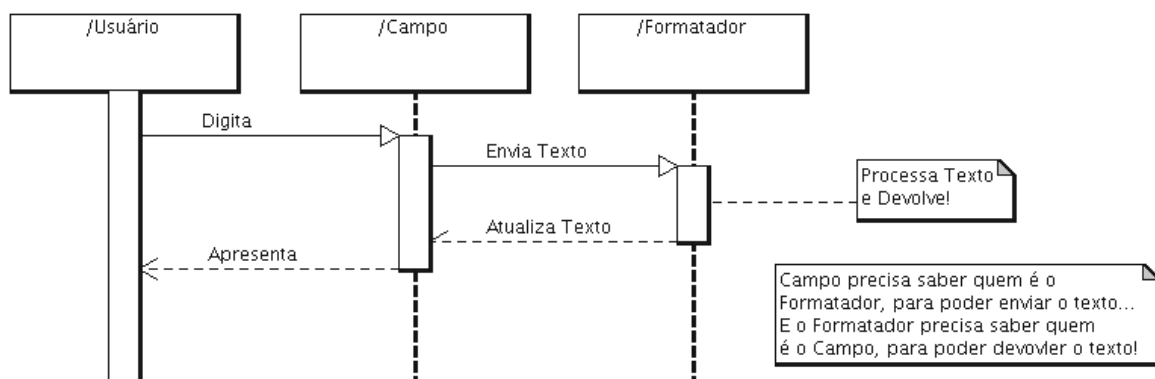 /Usuário
/Campo
/Formatador
Digita
Envia Texto
Processa Texto
e Devolve!
Atualiza Texto
Apresenta
Campo precisa saber quem é o
Formatador, para poder enviar o texto...
E o Formatador precisa saber quem
é o Campo, para poder devovler o texto!